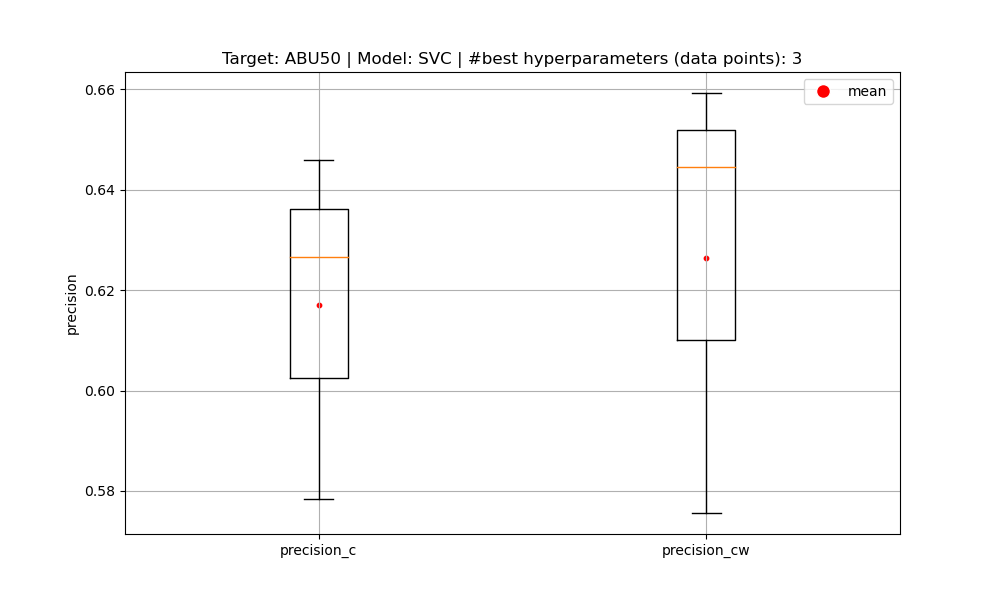 Target: ABU50 | Model: SVC | #best hyperparameters (data points): 3
mean
precision
0.66
0.64
0.62
0.60
0.58
precision_c
precision_cw